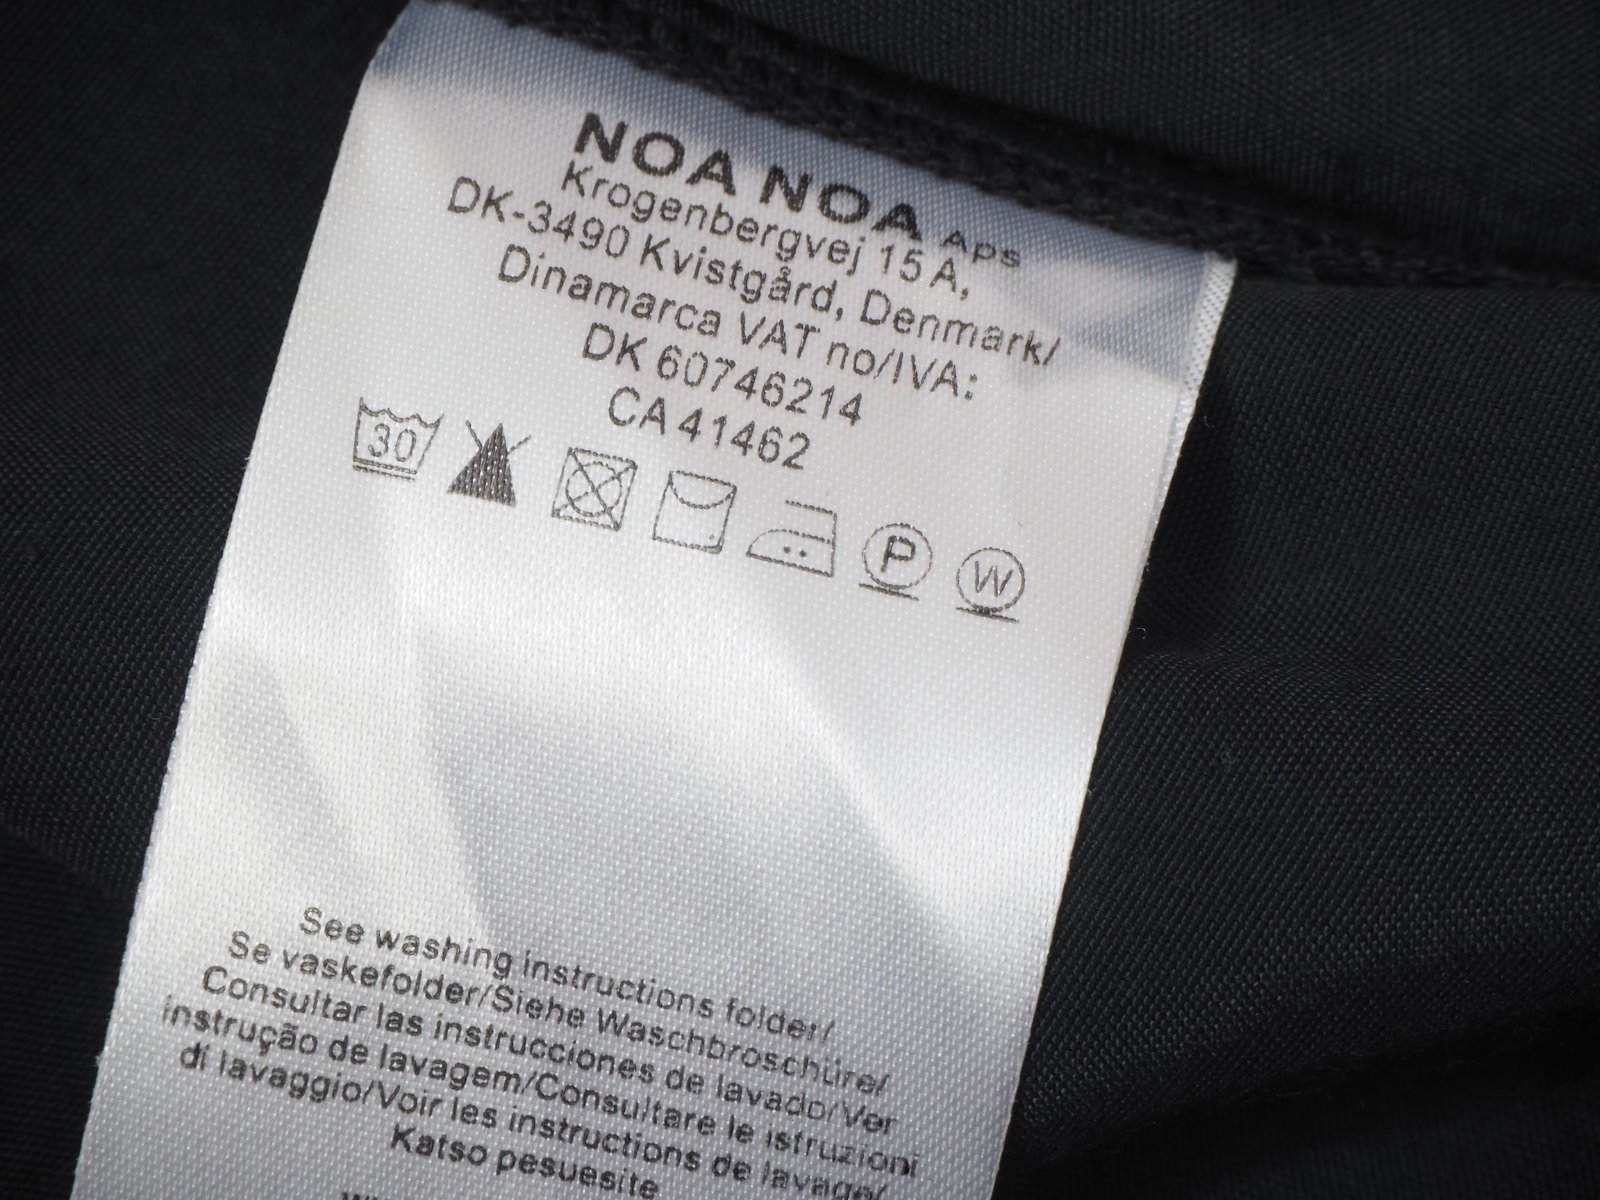 NOA NOA Aps
Krogenbergvej 15 A,
DK-3490 Kvistgård, Denmark/
Dinamarca VAT no/IVA:
DK 60746214
CA 41462
30
P
W
See washing instructions folder/
Se vaskefolder/Siehe Waschbroschüre/
Consultar las instrucciones de lavado/Ver
instrução de lavagem/Consultare le istruzioni
di lavaggio/Voir les instructions de lavage/
Katso pesuesite